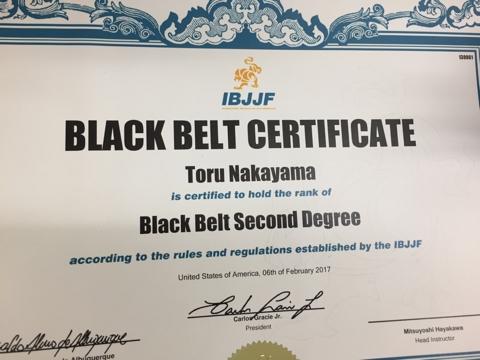 130001
IBJJF
BLACK BELT CERTIFICATE
Toru Nakayama
is certified to hold the rank of
Black Belt Second Degree
according to the rules and regulations established by the IBJJF
United States of America, 06th of February 2017
Carlos Gracie Jr.
President
Mitsuyoshi Hayakawa
Head Instructor
Albuquerque